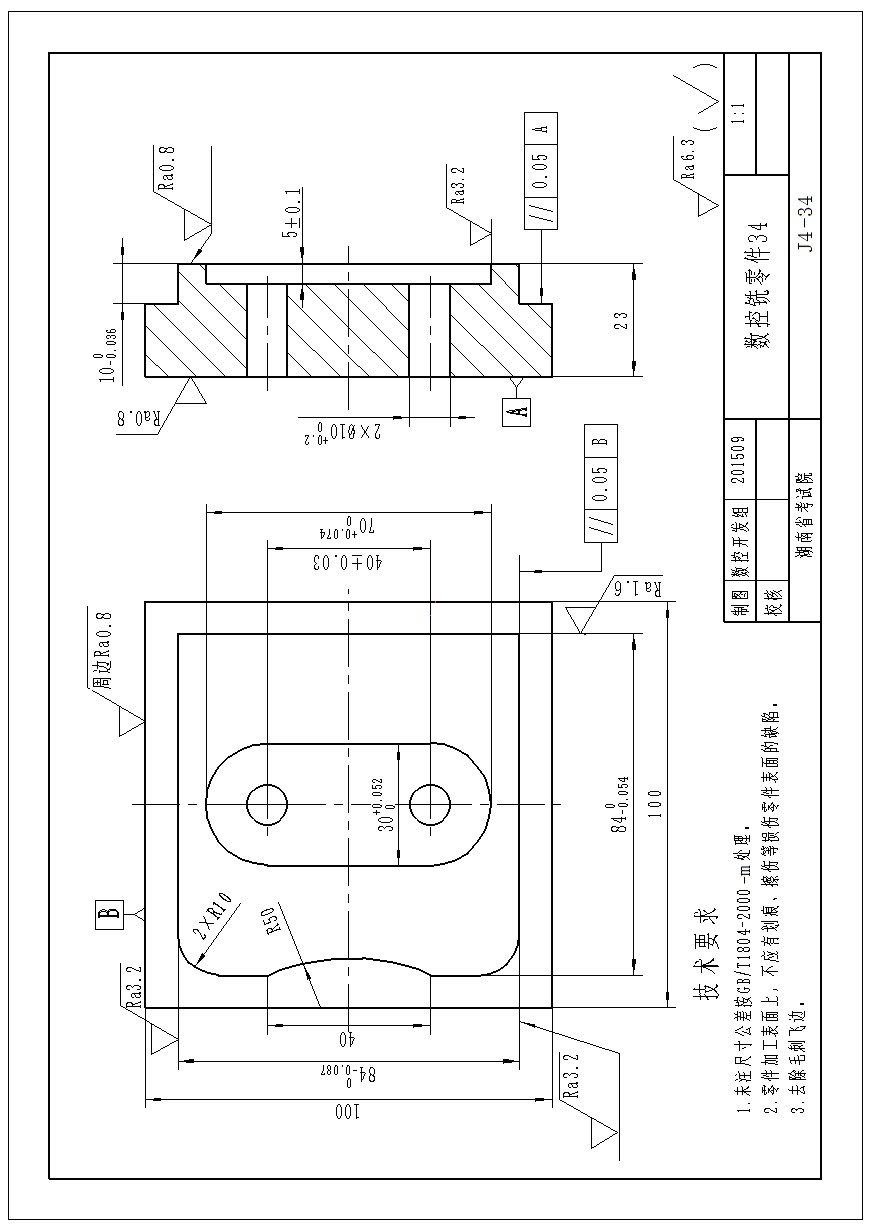 Ra0.8
5±0.1
Ra3.2
// 0.05 A
10 0 -0.036
23
Ra0.8
2×Ø10 +0.2 0
A
// 0.05 B
70 +0.074 0
40±0.03
Ra1.6
周边Ra0.8
30 +0.052 0
84 0 -0.054
100
B
2×R10
R50
Ra3.2
40
84 0 -0.087
100
Ra3.2
Ra6.3 ( )
技术要求
1.未注尺寸公差按GB/T1804-2000-m处理。
2.零件加工表面上，不应有划痕、擦伤等损伤零件表面的缺陷。
3.去除毛刺飞边。
制图 数控开发组 201509 数控铣零件34 1:1
校核
湖南省考试院 J4-34